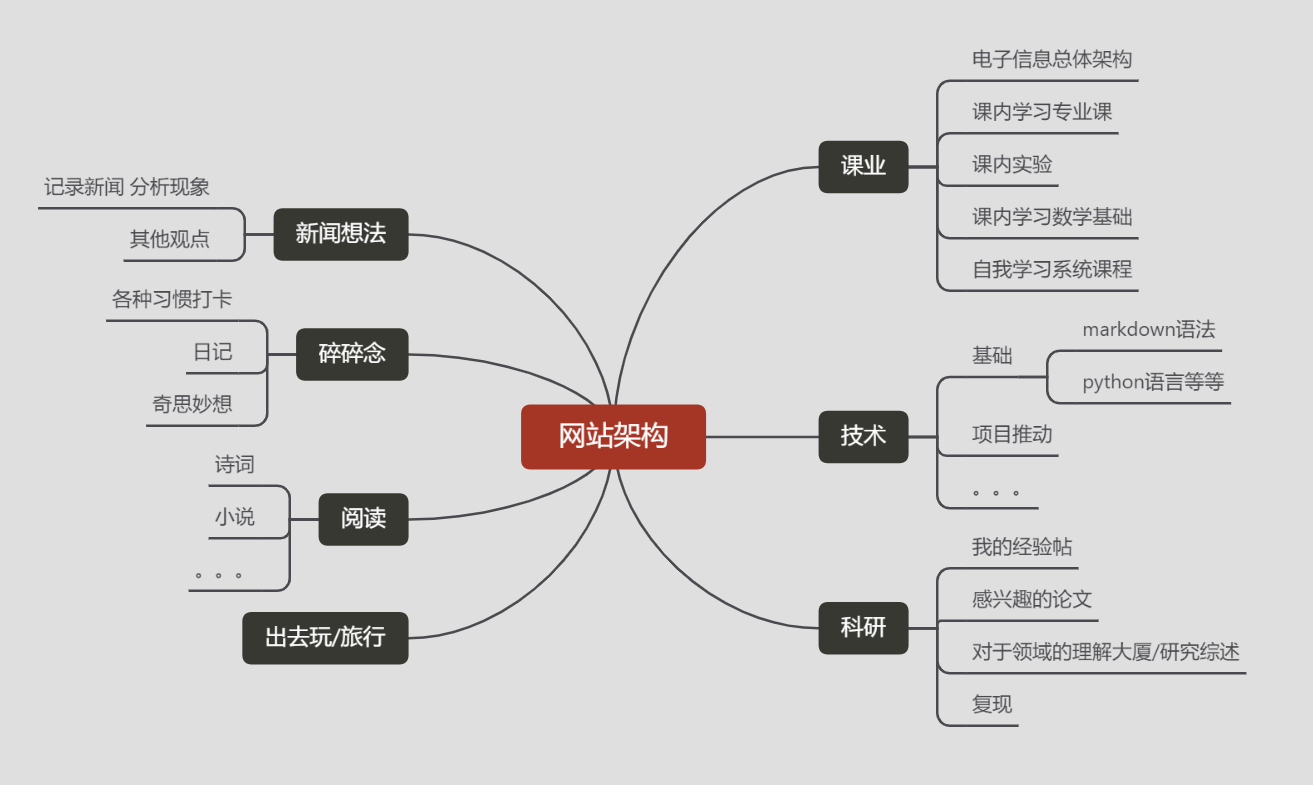 网站架构
课业
电子信息总体架构
课内学习专业课
课内实验
课内学习数学基础
自我学习系统课程
技术
基础
markdown语法
python语言等等
项目推动
。。。
科研
我的经验帖
感兴趣的论文
对于领域的理解大厦/研究综述
复现
新闻想法
记录新闻 分析现象
其他观点
碎碎念
各种习惯打卡
日记
奇思妙想
阅读
诗词
小说
。。。
出去玩/旅行